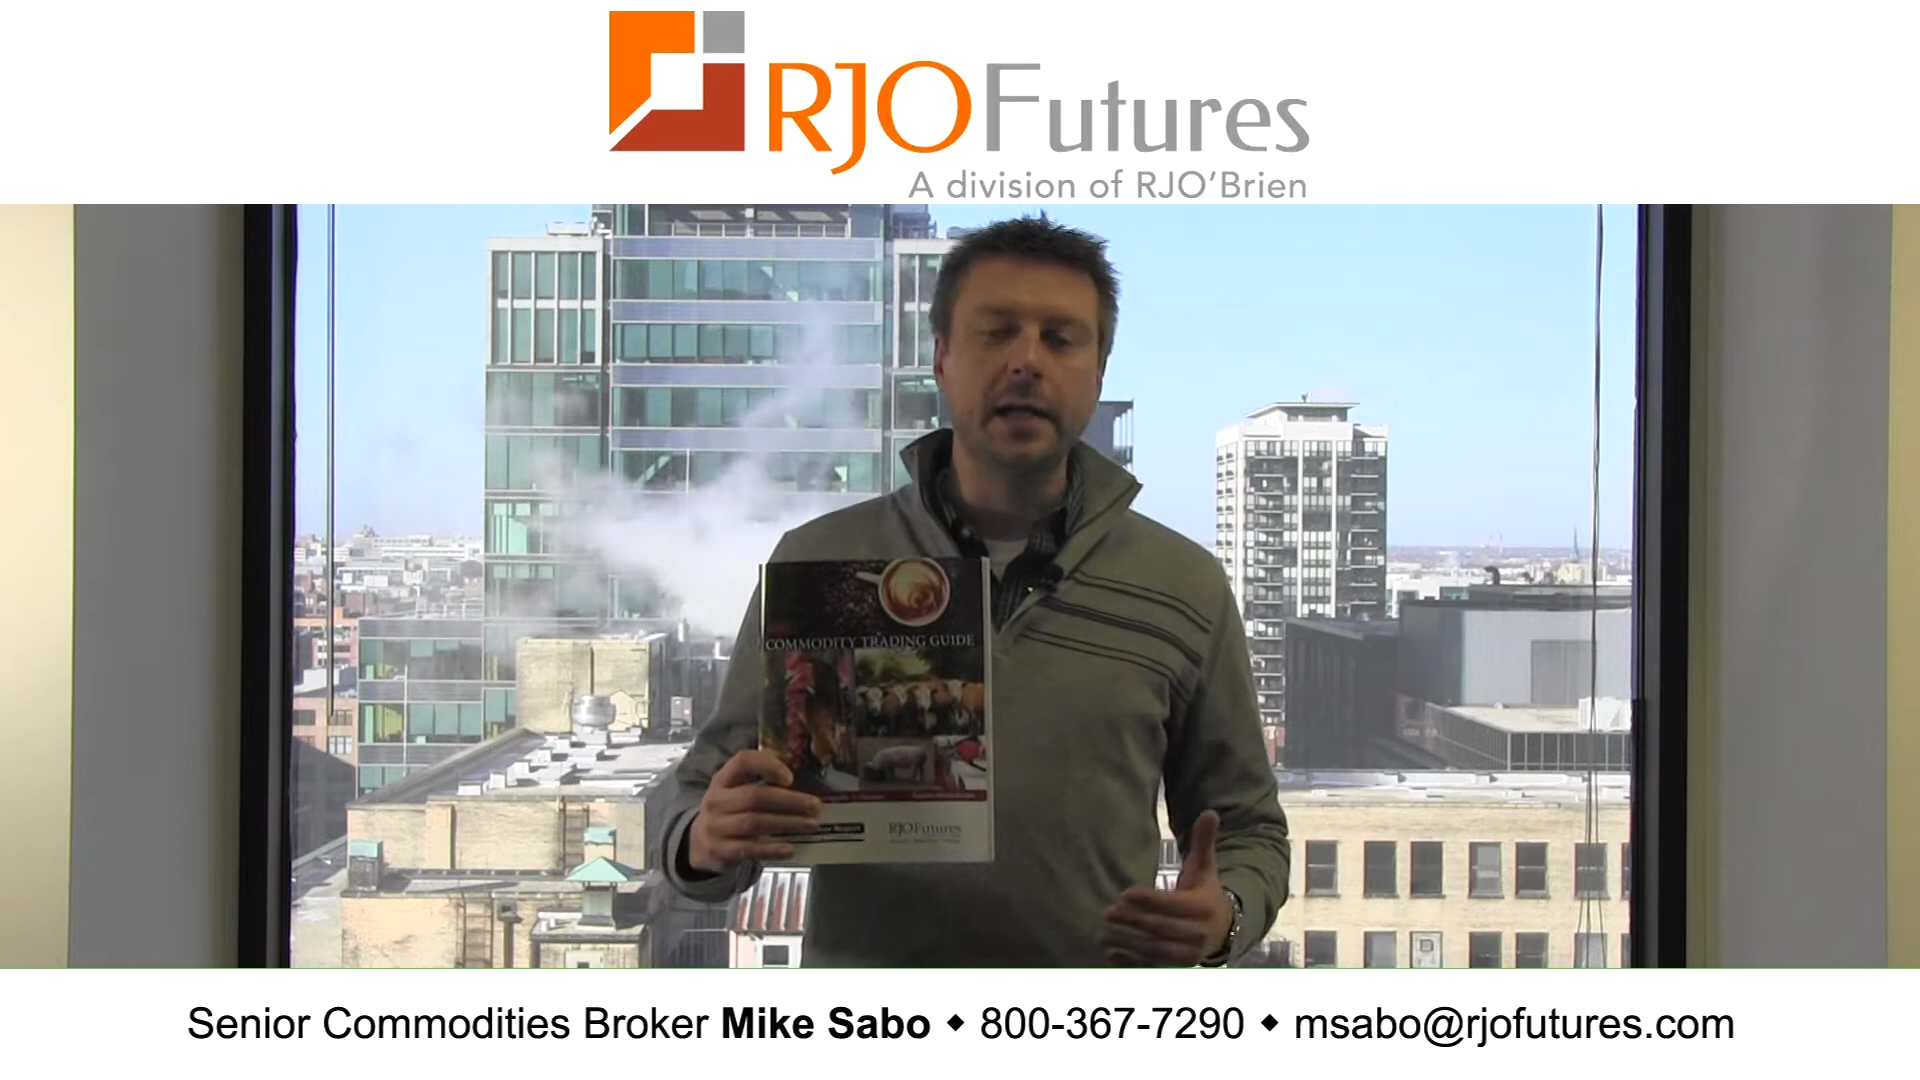 RJOFutures
A division of RJO'Brien
COMMODITY TRADING GUIDE
Report
RJOFutures
Senior Commodities Broker Mike Sabo ◆ 800-367-7290 ◆ msabo@rjofutures.com